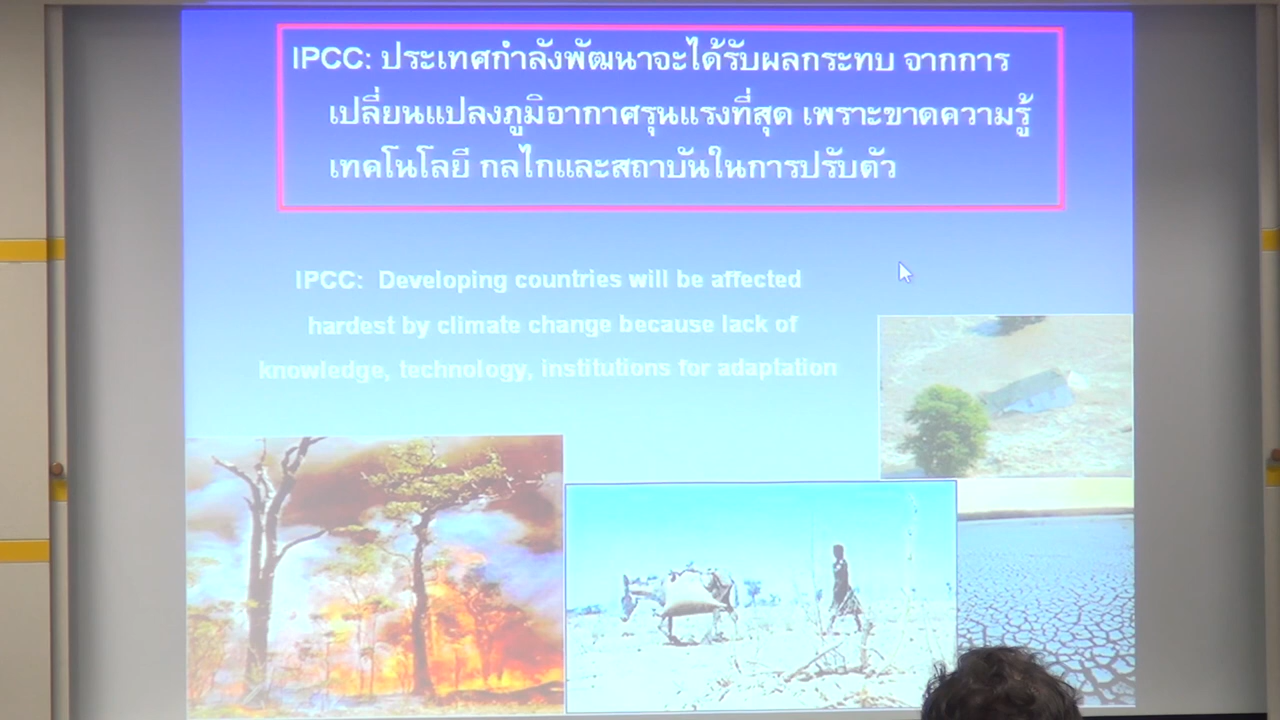 IPCC: ประเทศกำลังพัฒนาจะได้รับผลกระทบ จากการ
เปลี่ยนแปลงภูมิอากาศรุนแรงที่สุด เพราะขาดความรู้
เทคโนโลยี กลไกและสถาบันในการปรับตัว
IPCC: Developing countries will be affected
hardest by climate change because lack of
knowledge, technology, institutions for adaptation